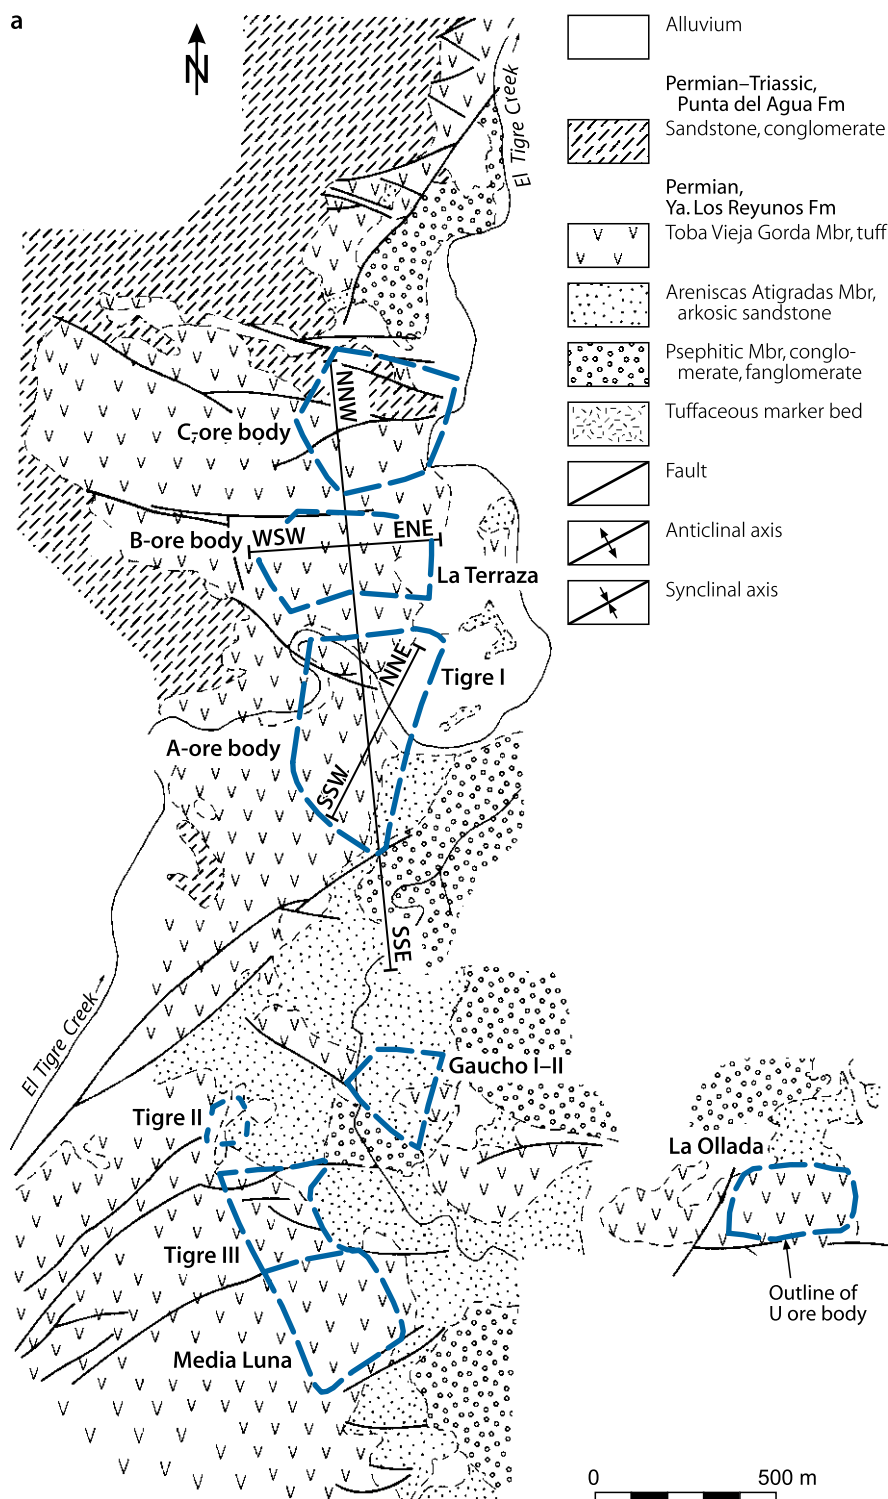 a
N
El Tigre Creek
Alluvium
Permian–Triassic,
Punta del Agua Fm
Sandstone, conglomerate
Permian,
Ya. Los Reyunos Fm
Toba Vieja Gorda Mbr, tuff
Areniscas Atigradas Mbr,
arkosic sandstone
Psephitic Mbr, conglo-
merate, fanglomerate
Tuffaceous marker bed
Fault
Anticlinal axis
Synclinal axis
NNW
C-ore body
B-ore body
WSW
ENE
La Terraza
NNE
Tigre I
A-ore body
SSW
SSE
El Tigre Creek
Gaucho I–II
Tigre II
La Ollada
Tigre III
Outline of
U ore body
Media Luna
0
500 m